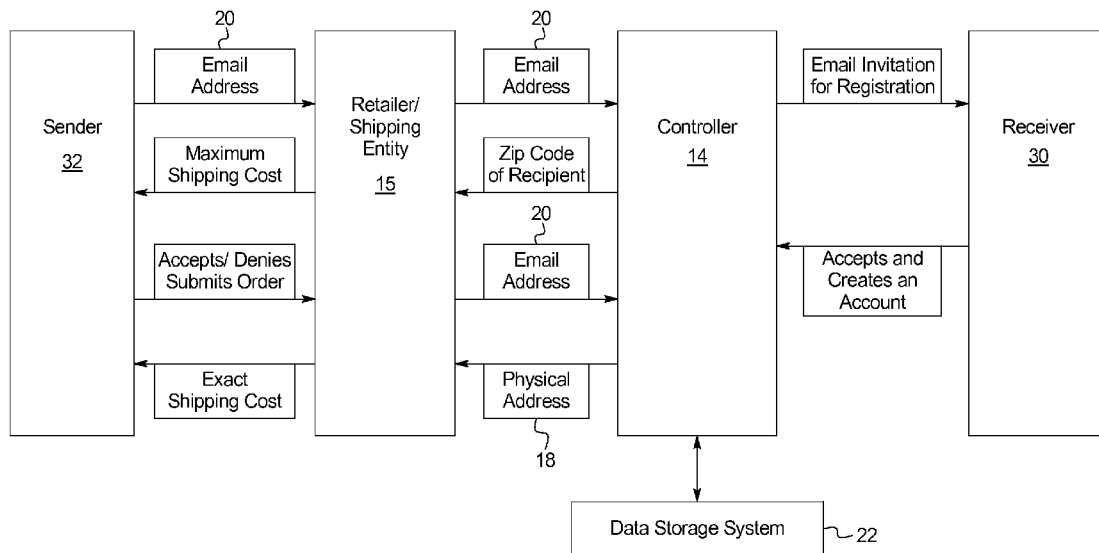 20
20
Email
Address
Email
Address
Email Invitation
for Registration
Sender
32
Retailer/
Shipping
Entity
15
Controller
14
Receiver
30
Maximum
Shipping Cost
Zip Code
of Recipient
20
Accepts/ Denies
Submits Order
Email
Address
Accepts and
Creates an
Account
Exact
Shipping Cost
Physical
Address
18
Data Storage System
22